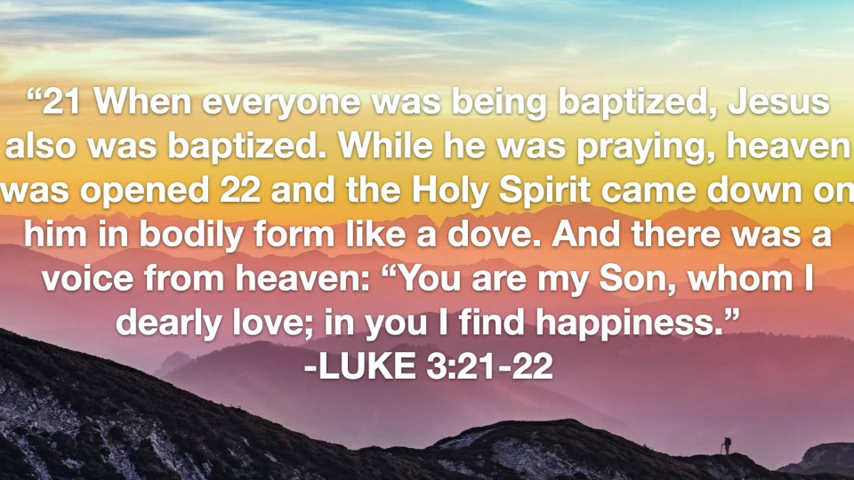 “21 When everyone was being baptized, Jesus
also was baptized. While he was praying, heaven
was opened 22 and the Holy Spirit came down on
him in bodily form like a dove. And there was a
voice from heaven: “You are my Son, whom I
dearly love; in you I find happiness.”
-LUKE 3:21-22